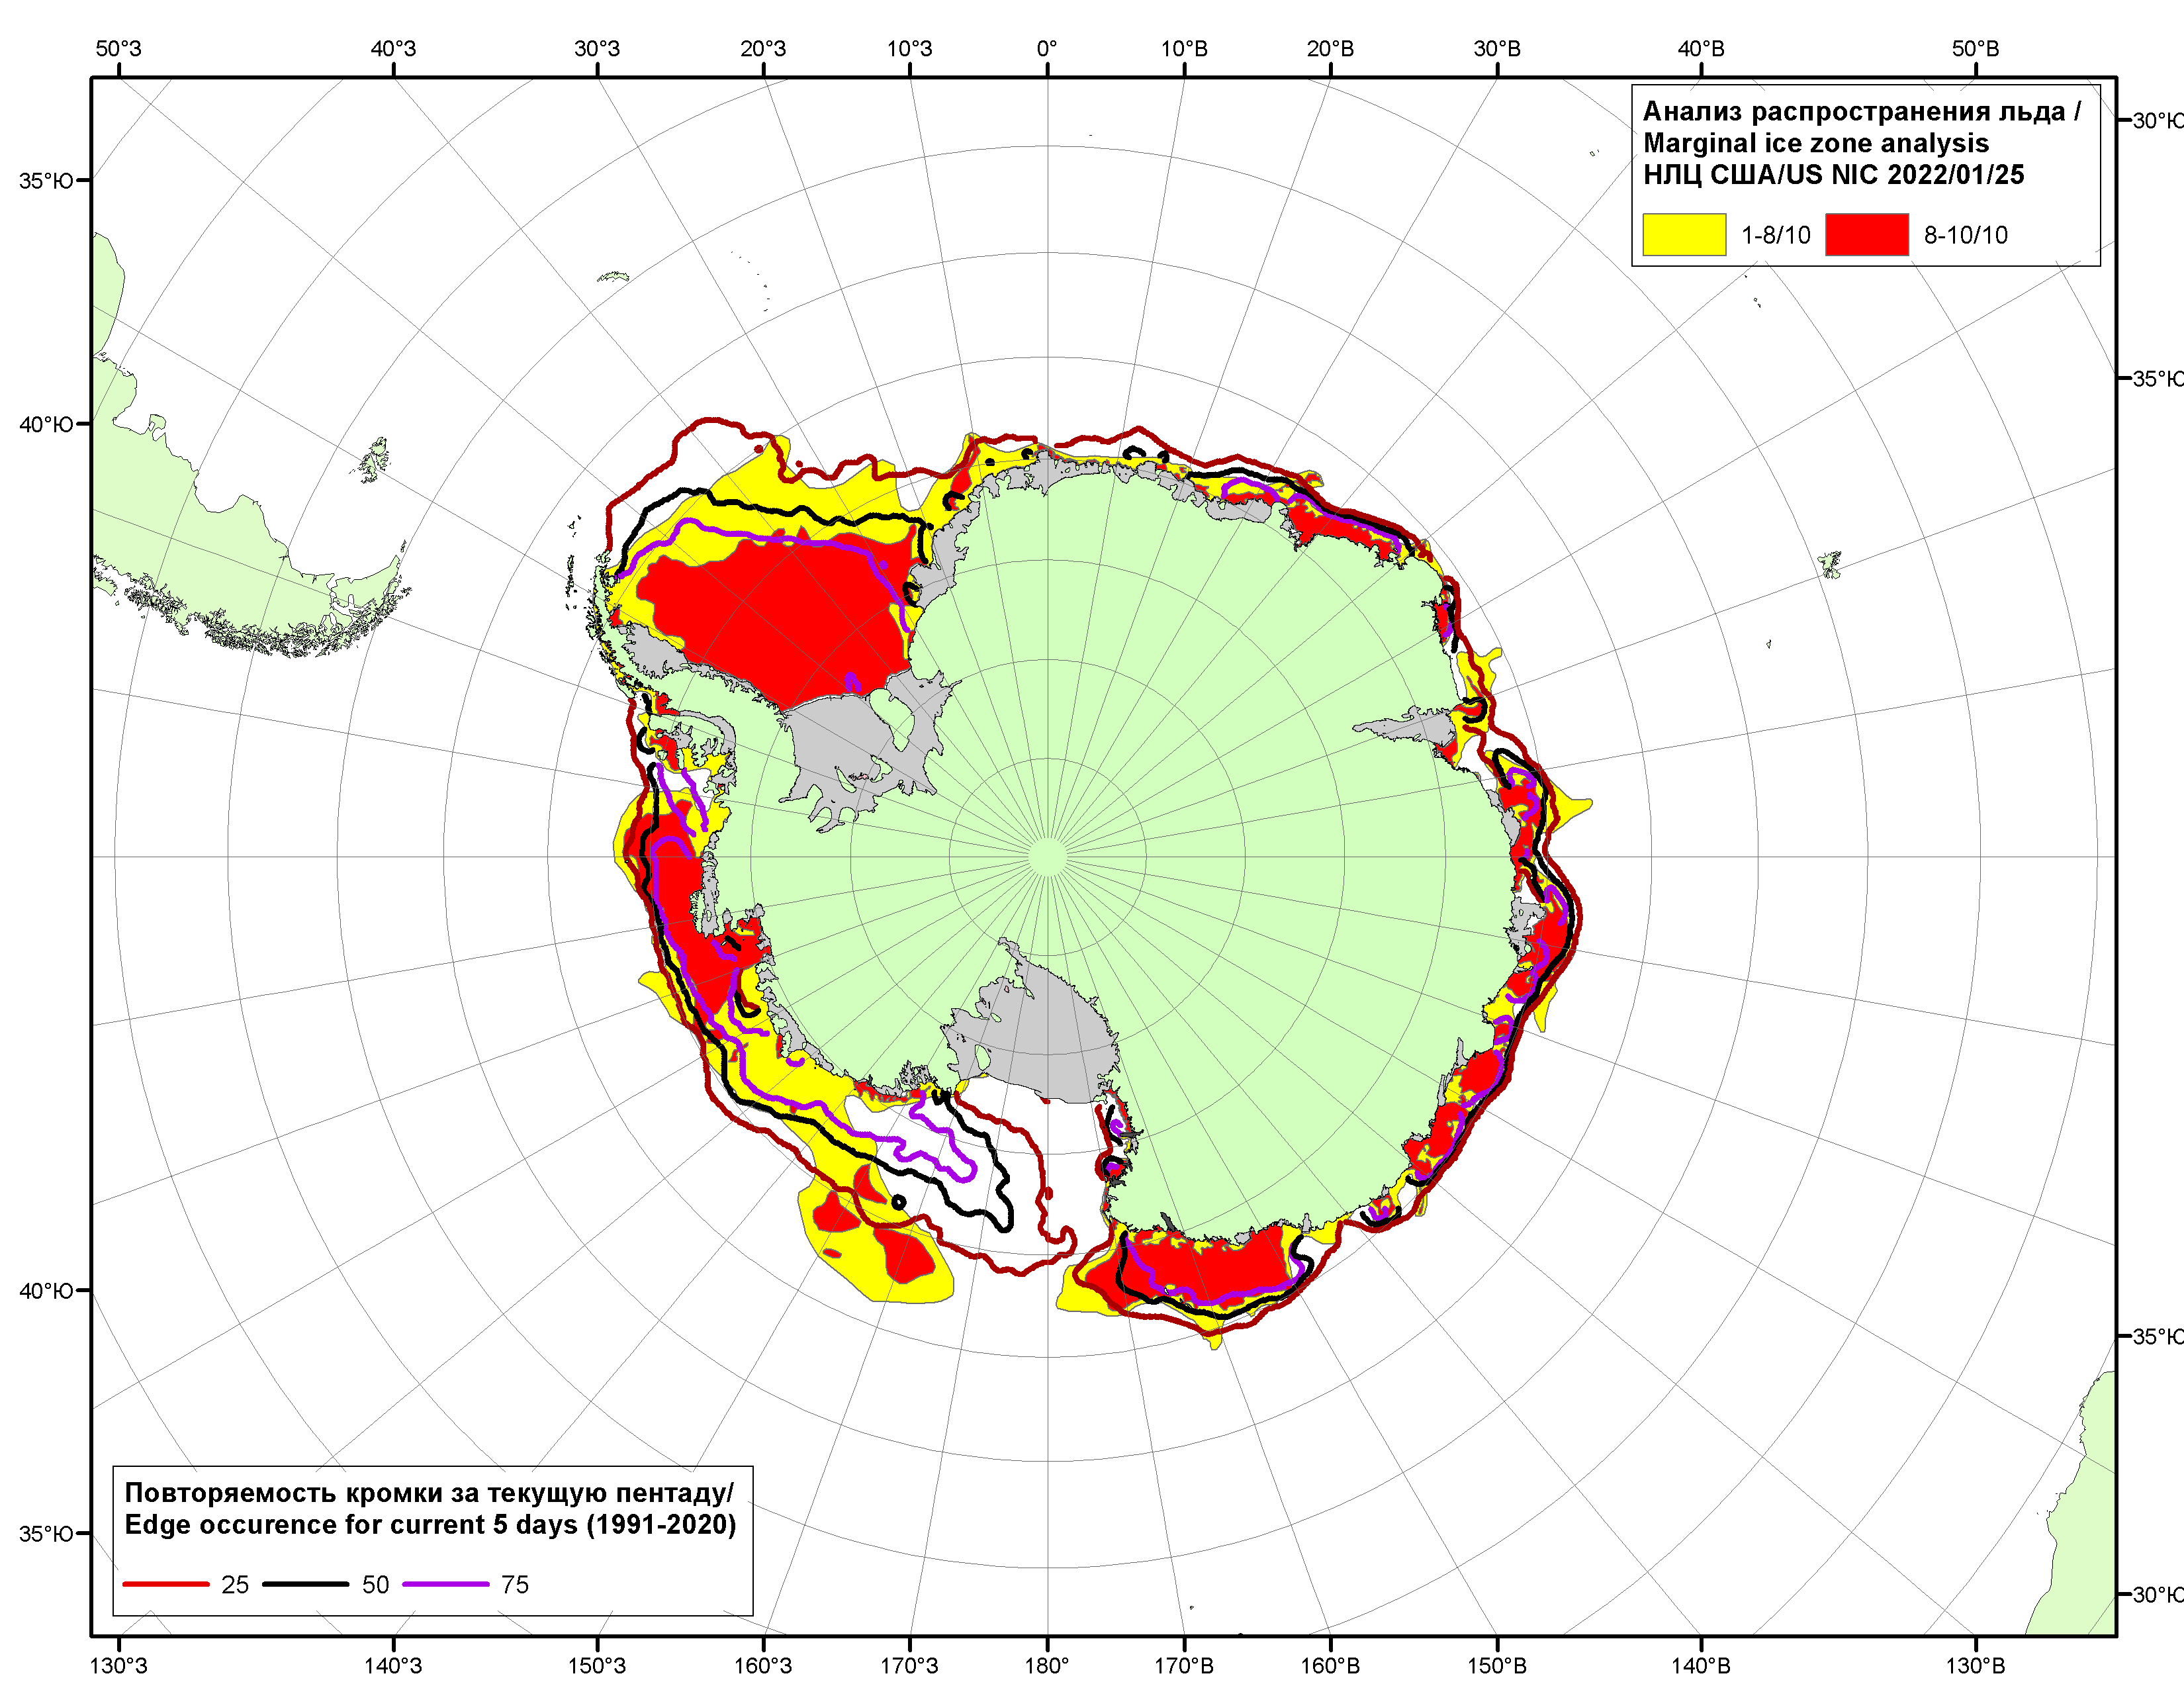 50°З 40°З 30°З 20°З 10°З 0° 10°В 20°В 30°В 40°В 50°В
Анализ распространения льда /
Marginal ice zone analysis
НЛЦ США/US NIC 2022/01/25
1-8/10 8-10/10
30°Ю
35°Ю
35°Ю
40°Ю
40°Ю
35°Ю
Повторяемость кромки за текущую пентаду/
Edge occurence for current 5 days (1991-2020)
35°Ю
25 50 75
30°Ю
130°З 140°З 150°З 160°З 170°З 180° 170°В 160°В 150°В 140°В 130°В